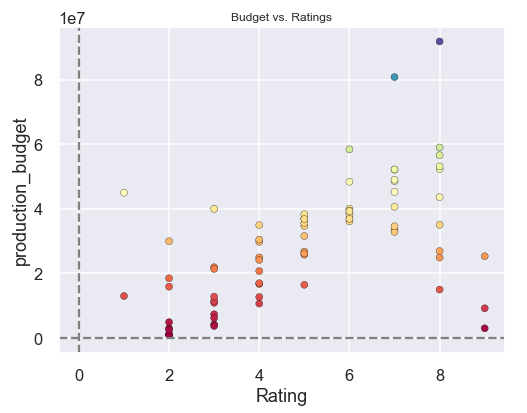 Budget vs. Ratings
1e7
8
6
4
2
0
production_budget
0 2 4 6 8
Rating